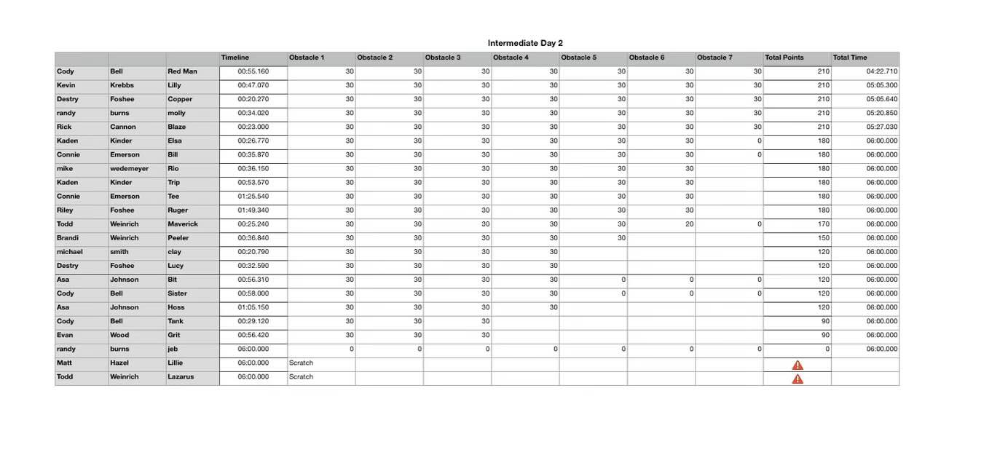 Intermediate Day 2
Timeline Obstacle 1 Obstacle 2 Obstacle 3 Obstacle 4 Obstacle 5 Obstacle 6 Obstacle 7 Total Points Total Time
Cody Bell Red Man 00:55.160 30 30 30 30 30 30 30 210 04:22.710
Kevin Krebbs Lilly 00:47.070 30 30 30 30 30 30 30 210 05:05.300
Destry Foshee Copper 00:20.270 30 30 30 30 30 30 30 210 05:05.640
randy burns molly 00:34.020 30 30 30 30 30 30 30 210 05:20.850
Rick Cannon Blaze 00:23.000 30 30 30 30 30 30 30 210 05:27.030
Kaden Kinder Elsa 00:26.770 30 30 30 30 30 30 0 180 06:00.000
Connie Emerson Bill 00:35.870 30 30 30 30 30 30 0 180 06:00.000
mike wedemeyer Rio 00:36.150 30 30 30 30 30 30 180 06:00.000
Kaden Kinder Trip 00:53.570 30 30 30 30 30 30 180 06:00.000
Connie Emerson Tee 01:25.540 30 30 30 30 30 30 180 06:00.000
Riley Foshee Ruger 01:49.340 30 30 30 30 30 30 180 06:00.000
Todd Weinrich Maverick 00:25.240 30 30 30 30 30 20 0 170 06:00.000
Brandi Weinrich Peeler 00:36.840 30 30 30 30 30 150 06:00.000
michael smith clay 00:20.790 30 30 30 30 120 06:00.000
Destry Foshee Lucy 00:32.590 30 30 30 30 120 06:00.000
Asa Johnson Bit 00:56.310 30 30 30 30 0 0 0 120 06:00.000
Cody Bell Sister 00:58.000 30 30 30 30 0 0 0 120 06:00.000
Asa Johnson Hoss 01:05.150 30 30 30 30 120 06:00.000
Cody Bell Tank 00:29.120 30 30 30 90 06:00.000
Evan Wood Grit 00:56.420 30 30 30 90 06:00.000
randy burns jeb 06:00.000 0 0 0 0 0 0 0 0 06:00.000
Matt Hazel Lillie 06:00.000 Scratch
Todd Weinrich Lazarus 06:00.000 Scratch